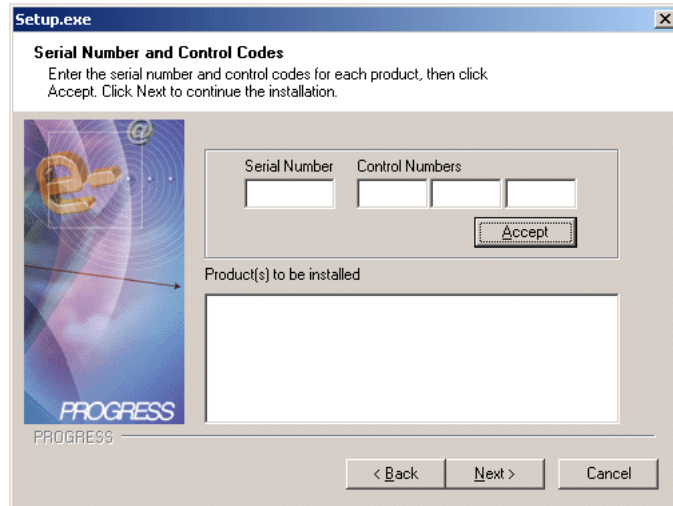 Setup.exe
Serial Number and Control Codes
Enter the serial number and control codes for each product, then click
Accept. Click Next to continue the installation.
@
e-
Serial Number Control Numbers
Accept
Product(s) to be installed
PROGRESS
PROGRESS
< Back Next > Cancel